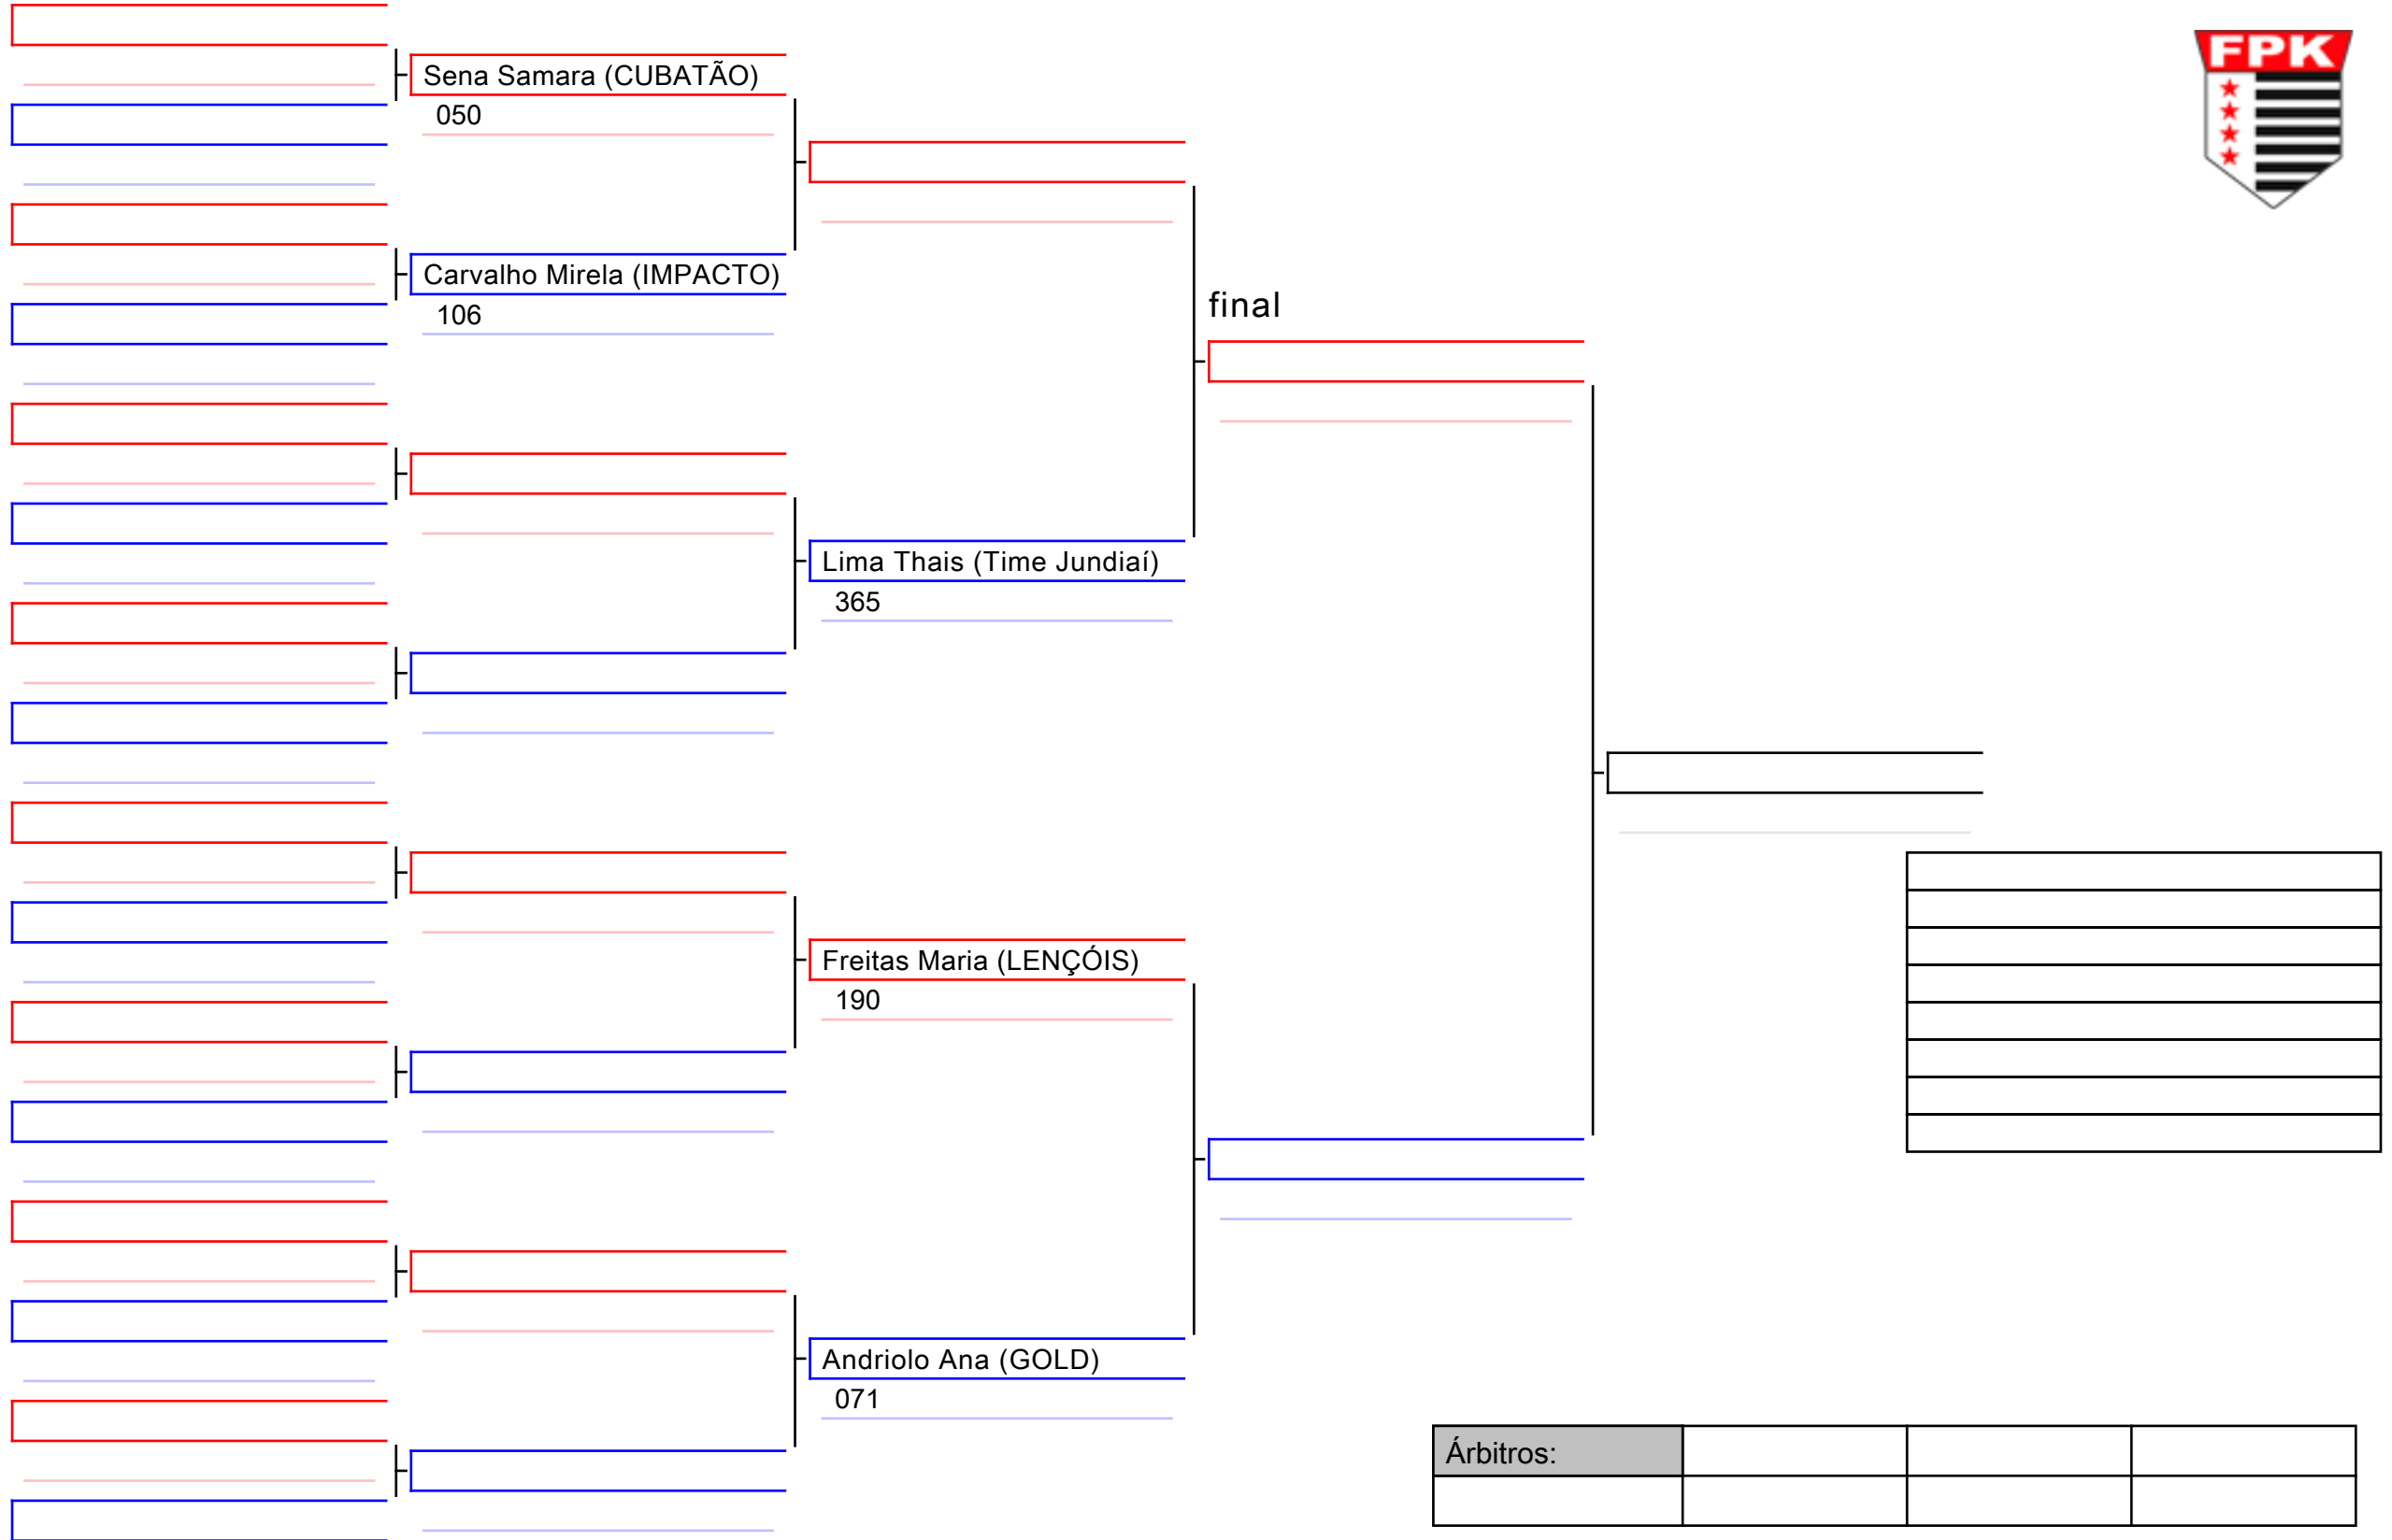 FPK
Sena Samara (CUBATÃO)
050
Carvalho Mirela (IMPACTO)
106
final
Lima Thais (Time Jundiaí)
365
Freitas Maria (LENÇÓIS)
190
Andriolo Ana (GOLD)
071
Árbitros: